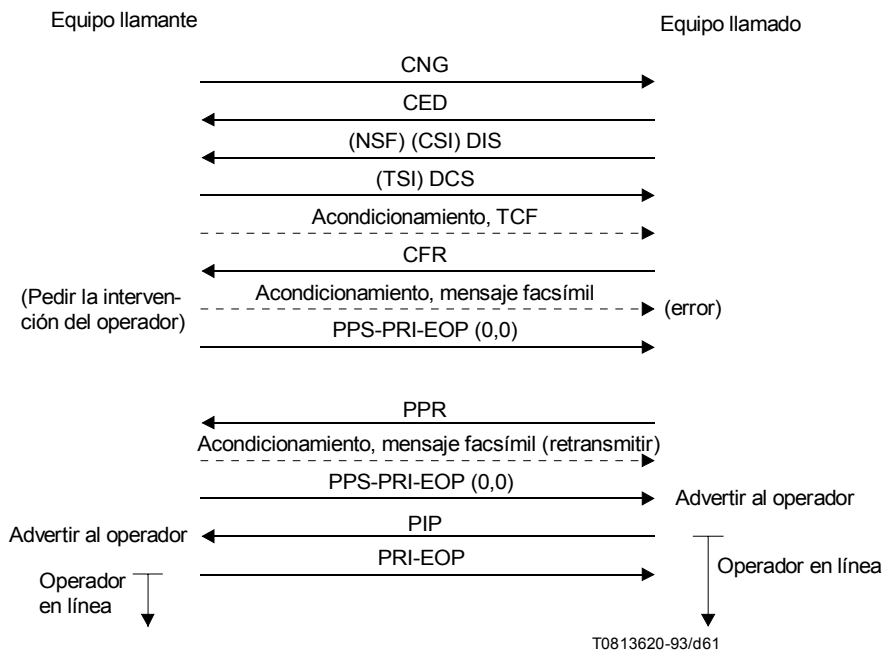 Equipo llamante
Equipo llamado
CNG
CED
(NSF) (CSI) DIS
(TSI) DCS
Acondicionamiento, TCF
CFR
(Pedir la interven-
ción del operador)
Acondicionamiento, mensaje facsímil
(error)
PPS-PRI-EOP (0,0)
PPR
Acondicionamiento, mensaje facsímil (retransmitir)
PPS-PRI-EOP (0,0)
Advertir al operador
Advertir al operador
PIP
PRI-EOP
Operador en línea
Operador
en línea
T0813620-93/d61